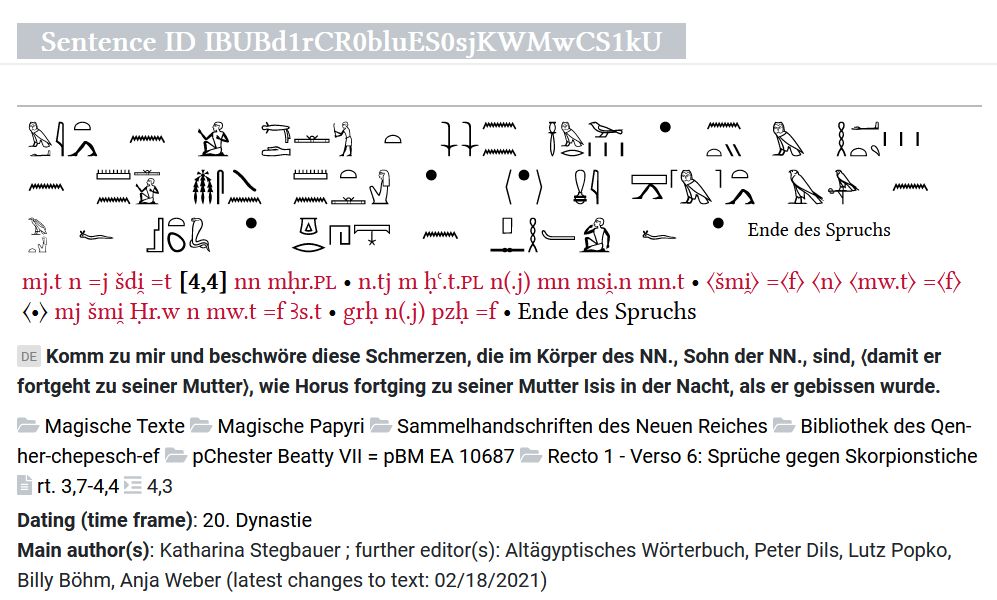 Sentence ID IBUBd1rCR0bluES0sjKWMwCS1kU
Ende des Spruchs
mj.t n =j šdi̯ =t [4,4] nn mḥr.PL • n.tj m ḥꜥ.t.PL n(.j) mn msi̯.n mn.t • 〈šmi̯〉 =〈f〉 〈n〉 〈mw.t〉 =〈f〉
〈•〉 mj šmi̯ Ḥr.w n mw.t =f Ꜣs.t • grḥ n(.j) pzḥ =f • Ende des Spruchs
DE Komm zu mir und beschwöre diese Schmerzen, die im Körper des NN., Sohn der NN., sind, 〈damit er
fortgeht zu seiner Mutter〉, wie Horus fortging zu seiner Mutter Isis in der Nacht, als er gebissen wurde.
Magische Texte Magische Papyri Sammelhandschriften des Neuen Reiches Bibliothek des Qen-
her-chepesch-ef pChester Beatty VII = pBM EA 10687 Recto 1 - Verso 6: Sprüche gegen Skorpionstiche
rt. 3,7-4,4 4,3
Dating (time frame): 20. Dynastie
Main author(s): Katharina Stegbauer ; further editor(s): Altägyptisches Wörterbuch, Peter Dils, Lutz Popko,
Billy Böhm, Anja Weber (latest changes to text: 02/18/2021)